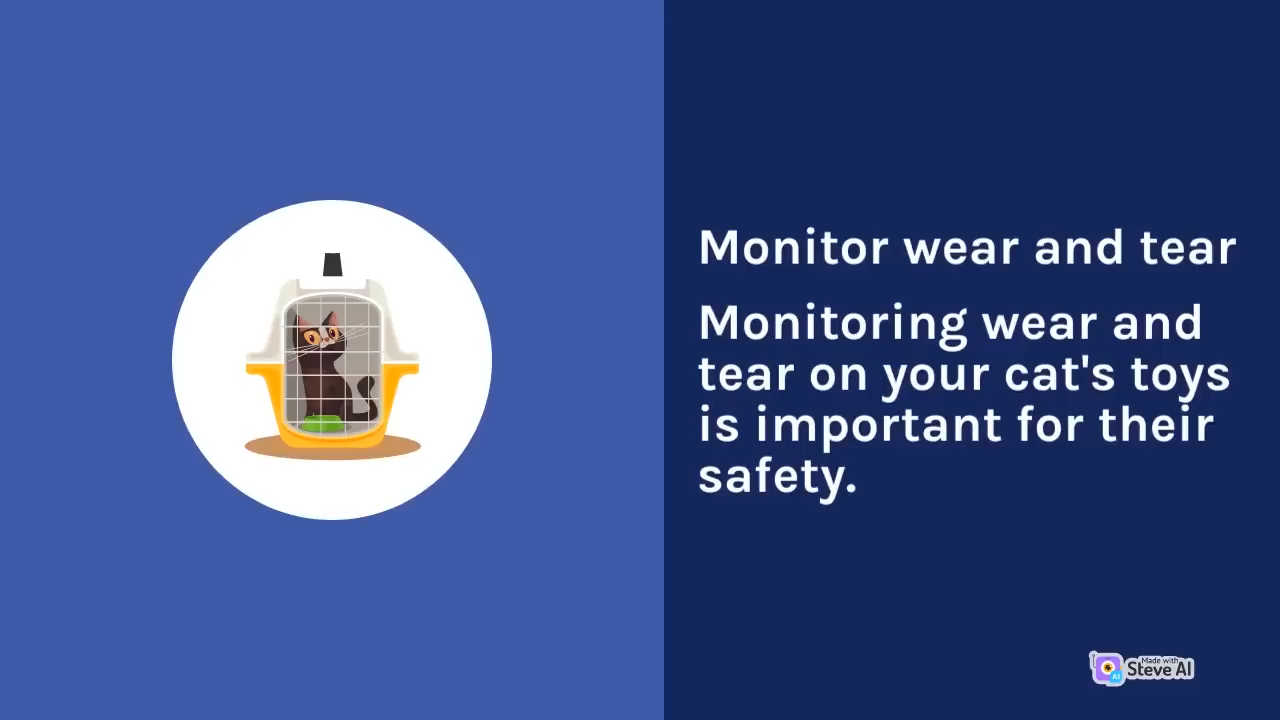 Monitor wear and tear
Monitoring wear and
tear on your cat's toys
is important for their
safety.
Made with
Steve AI
AI